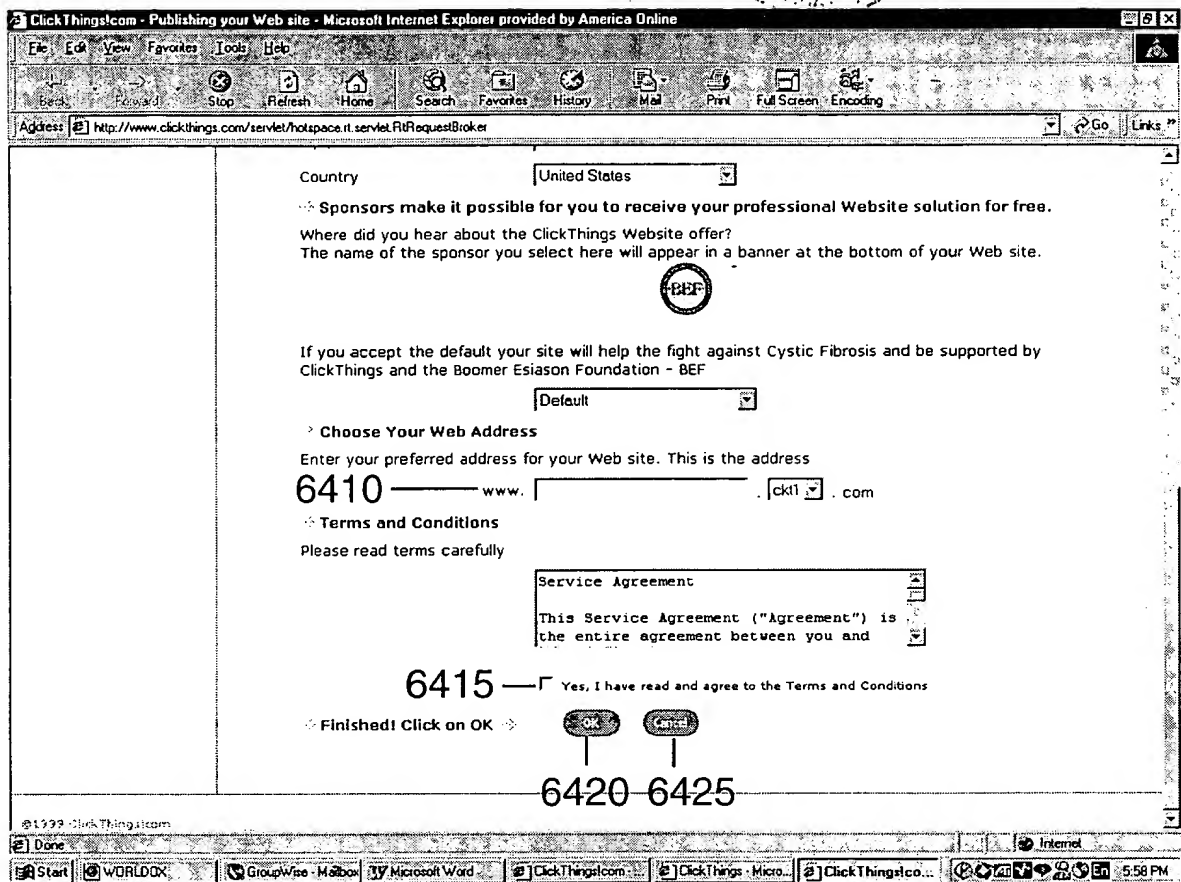 ClickThings!com - Publishing your Web site - Microsoft Internet Explorer provided by America Online
File Edit View Favorites Tools Help
Back Forward Stop Refresh Home Search Favorites History Mail Print Full Screen Encoding
Address http://www.clickthings.com/servlet/hotspace.rt.servlet.RtRequestBroker Go Links »
Country United States
Sponsors make it possible for you to receive your professional Website solution for free.
Where did you hear about the ClickThings Website offer?
The name of the sponsor you select here will appear in a banner at the bottom of your Web site.
BEF
If you accept the default your site will help the fight against Cystic Fibrosis and be supported by
ClickThings and the Boomer Esiason Foundation - BEF
Default
Choose Your Web Address
Enter your preferred address for your Web site. This is the address
6410 www. . ckt1 . com
Terms and Conditions
Please read terms carefully
Service Agreement
This Service Agreement ("Agreement") is
the entire agreement between you and
6415 Yes, I have read and agree to the Terms and Conditions
Finished! Click on OK OK Cancel
6420 6425
©1999 ClickThings!com
Done Internet
Start WORLDOX GroupWise - Mailbox Microsoft Word ClickThings!com ... ClickThings - Micro... ClickThings!co... 5:58 PM